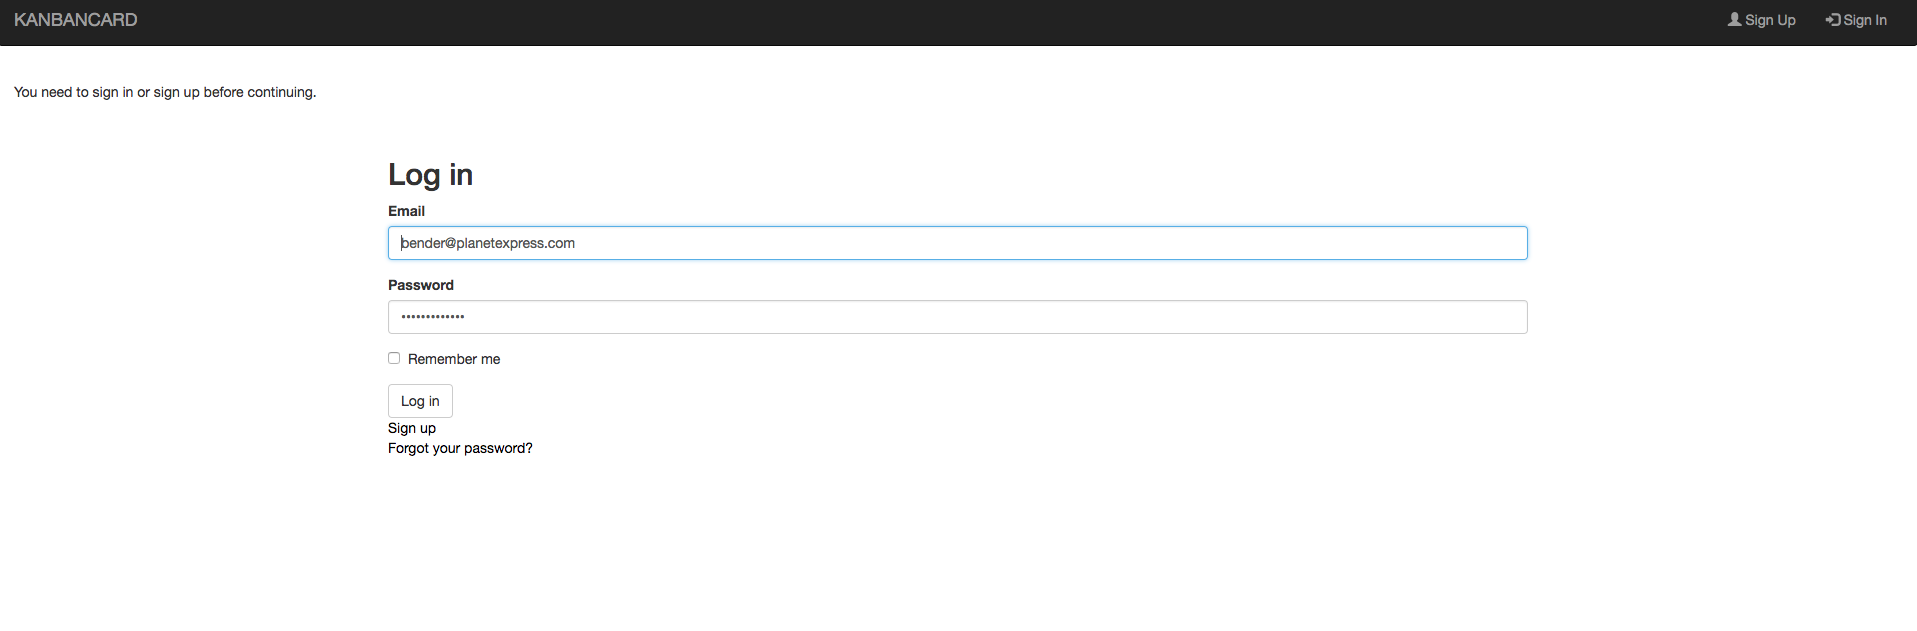 KANBANCARD Sign Up Sign In
You need to sign in or sign up before continuing.
Log in
Email
bender@planetexpress.com
Password
•••••••••••••
Remember me
Log in
Sign up
Forgot your password?